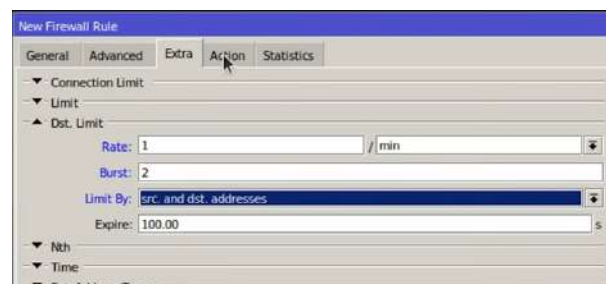 New Firewall Rule
General Advanced Extra Action Statistics
Connection Limit
Limit
Dst. Limit
Rate: 1 / min
Burst: 2
Limit By: src. and dst. addresses
Expire: 100.00 s
Nth
Time